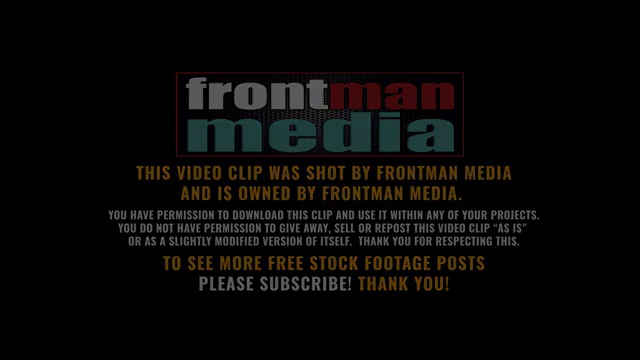 frontman
media
THIS VIDEO CLIP WAS SHOT BY FRONTMAN MEDIA
AND IS OWNED BY FRONTMAN MEDIA.
YOU HAVE PERMISSION TO DOWNLOAD THIS CLIP AND USE IT WITHIN ANY OF YOUR PROJECTS.
YOU DO NOT HAVE PERMISSION TO GIVE AWAY, SELL OR REPOST THIS VIDEO CLIP “AS IS”
OR AS A SLIGHTLY MODIFIED VERSION OF ITSELF. THANK YOU FOR RESPECTING THIS.
TO SEE MORE FREE STOCK FOOTAGE POSTS
PLEASE SUBSCRIBE! THANK YOU!